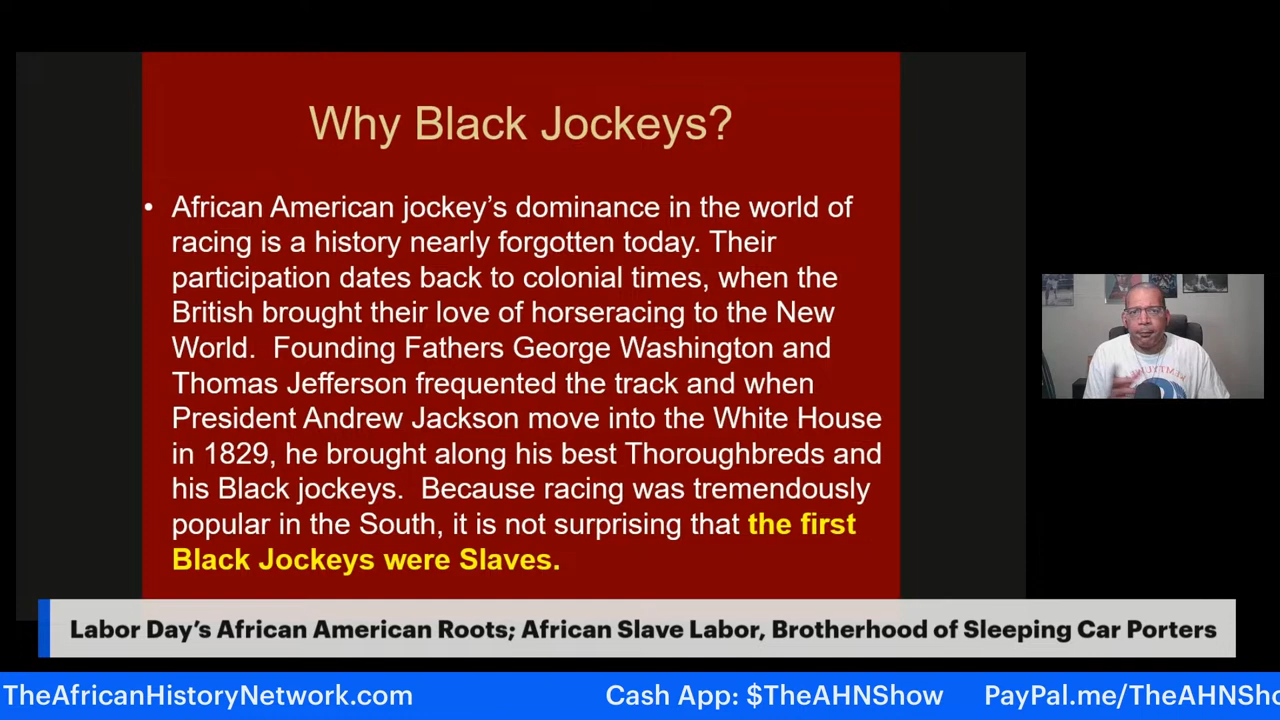 Why Black Jockeys?
• African American jockey's dominance in the world of
racing is a history nearly forgotten today. Their
participation dates back to colonial times, when the
British brought their love of horseracing to the New
World.  Founding Fathers George Washington and
Thomas Jefferson frequented the track and when
President Andrew Jackson move into the White House
in 1829, he brought along his best Thoroughbreds and
his Black jockeys.  Because racing was tremendously
popular in the South, it is not surprising that the first
Black Jockeys were Slaves.
Labor Day's African American Roots; African Slave Labor, Brotherhood of Sleeping Car Porters
TheAfricanHistoryNetwork.com Cash App: $TheAHNShow PayPal.me/TheAHNSho